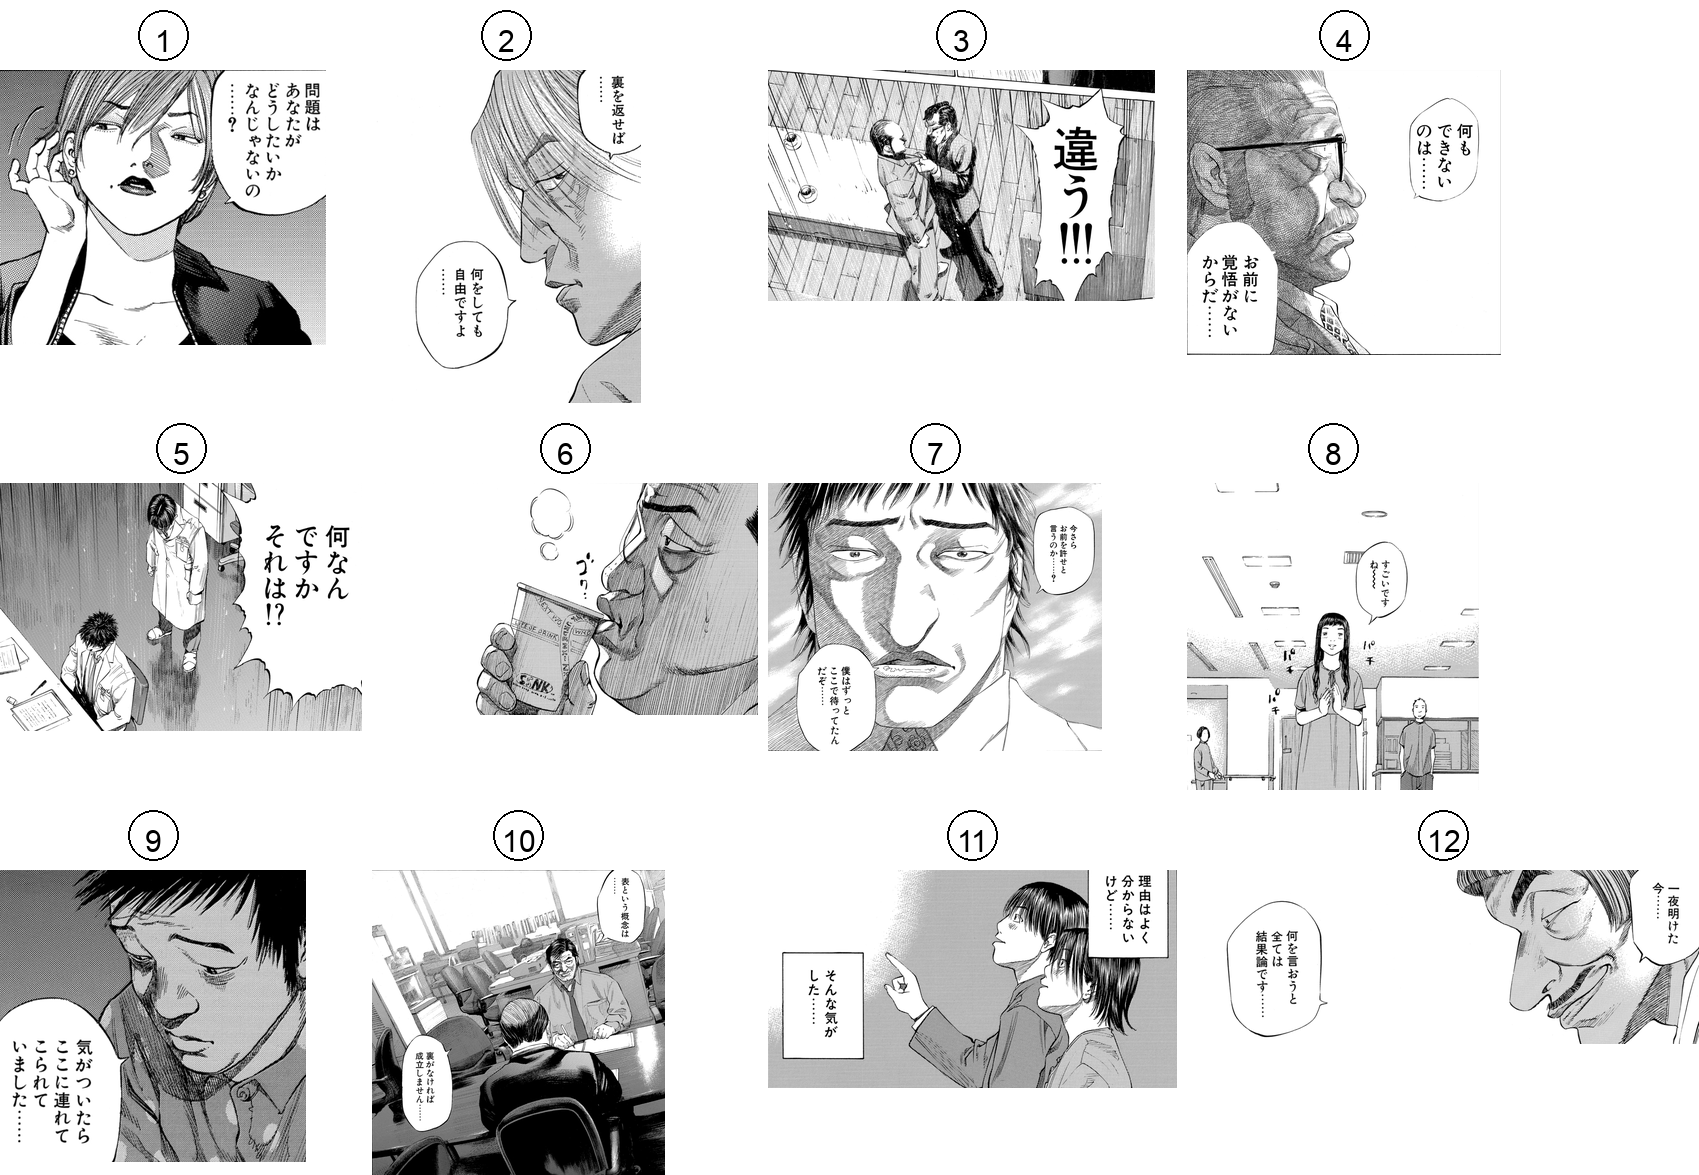 1
問題は
あなたが
どうしたいか
なんじゃないの
……?
2
裏を返せば
……
何をしても
自由ですよ
……
3
違う!!!
4
何も
できない
のは……
お前に
覚悟がない
からだ……
5
何なん
ですか
それは!?
6
ゴク…
SANK
7
今さら
お前を許せと
言うのか……?
僕はずっと
ここで待ってたん
だぞ……
8
すごいです
ね〜〜〜
パチ
パチ
パチ
9
気がついたら
ここに連れて
こられて
いました……
10
表という概念は
……
裏がなければ
成立しません……
11
理由はよく
分からない
けど……
そんな気が
した……
12
一夜明けた
今……
何を言おうと
全ては
結果論です……